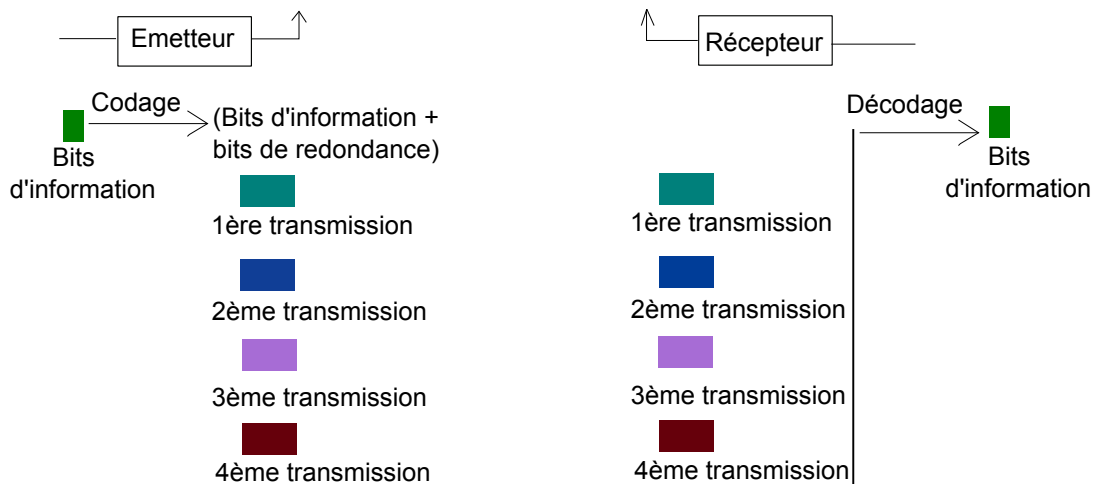 Emetteur
Récepteur
Codage
(Bits d'information +
bits de redondance)
Bits
d'information
1ère transmission
2ème transmission
3ème transmission
4ème transmission
Décodage
Bits
d'information
1ère transmission
2ème transmission
3ème transmission
4ème transmission